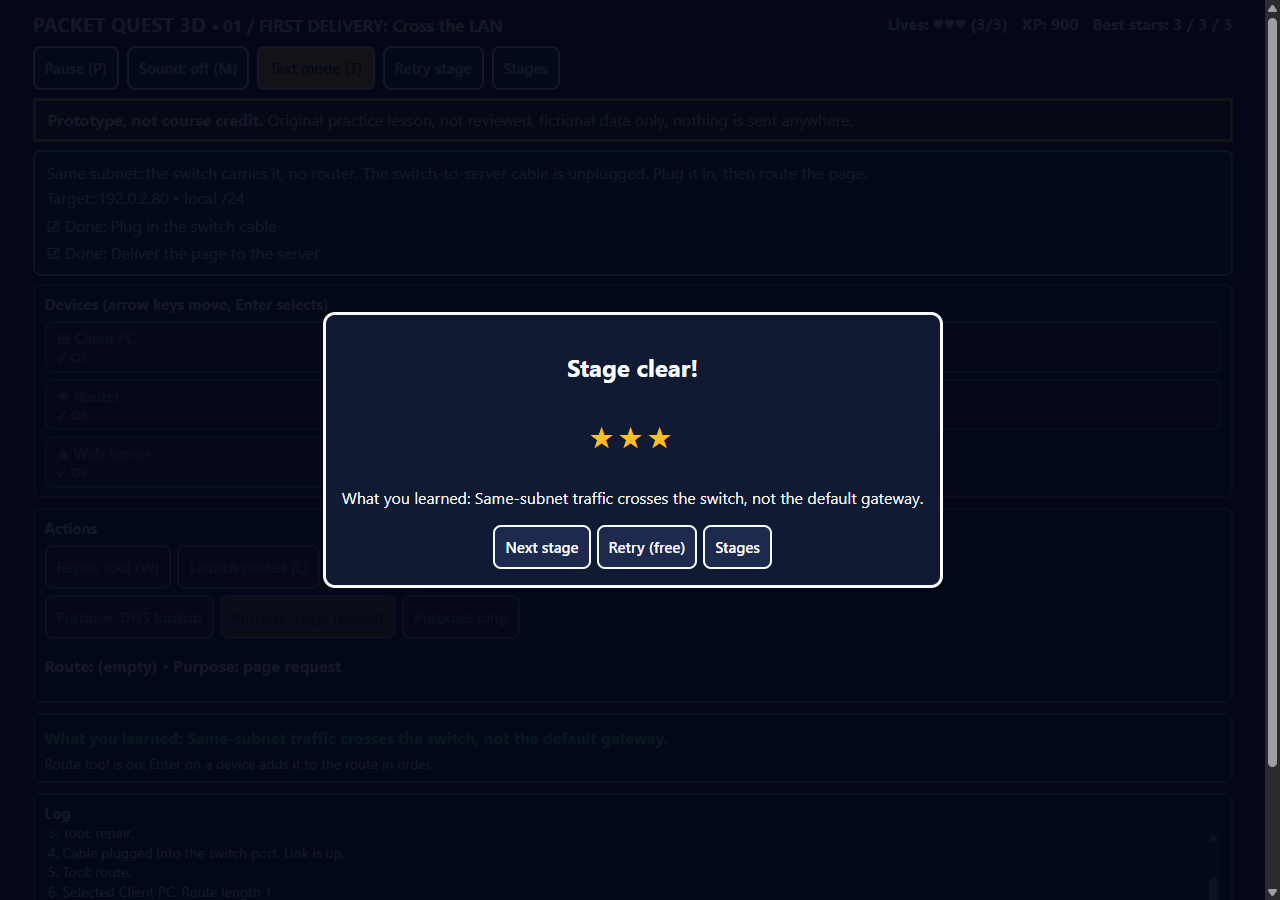 PACKET QUEST 3D • 01 / FIRST DELIVERY: Cross the LAN
Lives: ♥♥♥ (3/3) XP: 900 Best stars: 3 / 3 / 3
Pause (P) Sound: off (M) Text mode (T) Retry stage Stages
Prototype, not course credit. Original practice lesson, not reviewed, fictional data only, nothing is sent anywhere.
Same subnet: the switch carries it, no router. The switch-to-server cable is unplugged. Plug it in, then route the page.
Target: 192.0.2.80 • local /24
☑ Done: Plug in the switch cable
☑ Done: Deliver the page to the server
Devices (arrow keys move, Enter selects)
Client PC
✓ OK
Router
✓ OK
Web server
✓ OK
Stage clear!
★ ★ ★
What you learned: Same-subnet traffic crosses the switch, not the default gateway.
Next stage Retry (free) Stages
Actions
Repair tool (W) Launch packet (L)
Purpose: DNS lookup Purpose: page request Purpose: ping
Route: (empty) • Purpose: page request
What you learned: Same-subnet traffic crosses the switch, not the default gateway.
Route tool is on: Enter on a device adds it to the route in order.
Log
3. Tool: repair.
4. Cable plugged into the switch port. Link is up.
5. Tool: route.
6. Selected Client PC. Route length 1.